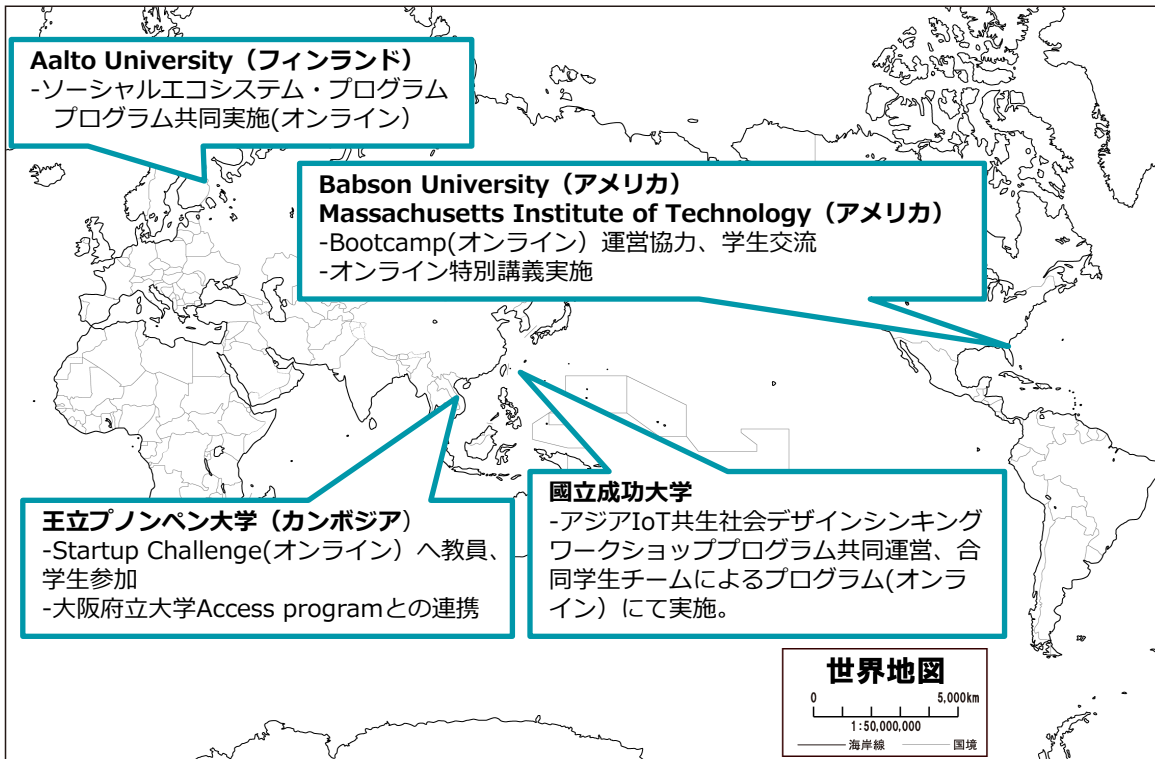 Aalto University（フィンランド）
-ソーシャルエコシステム・プログラム
プログラム共同実施(オンライン）
Babson University（アメリカ）
Massachusetts Institute of Technology（アメリカ）
-Bootcamp(オンライン）運営協力、学生交流
-オンライン特別講義実施
王立プノンペン大学（カンボジア）
-Startup Challenge(オンライン）へ教員、
学生参加
-大阪府立大学Access programとの連携
國立成功大学
-アジアIoT共生社会デザインシンキング
ワークショッププログラム共同運営、合
同学生チームによるプログラム(オンラ
イン）にて実施。
世界地図
0 5,000km
1:50,000,000
海岸線 国境